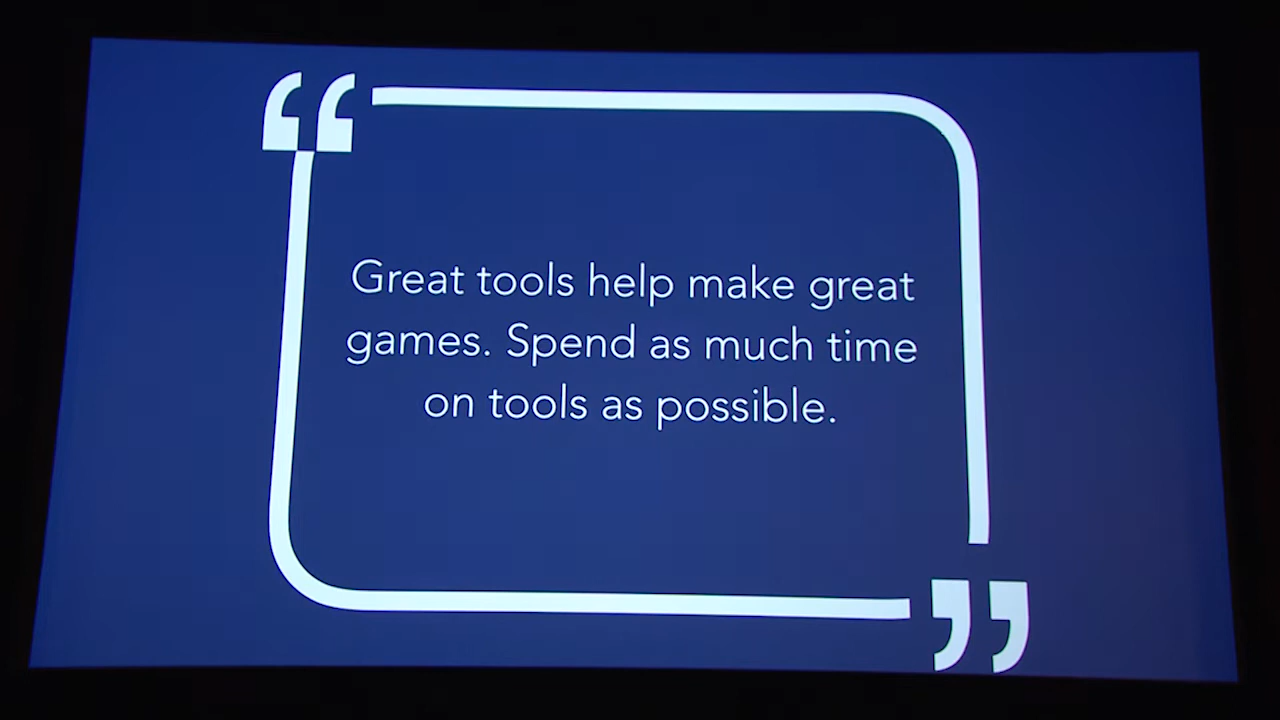 “
Great tools help make great
games. Spend as much time
on tools as possible.
”